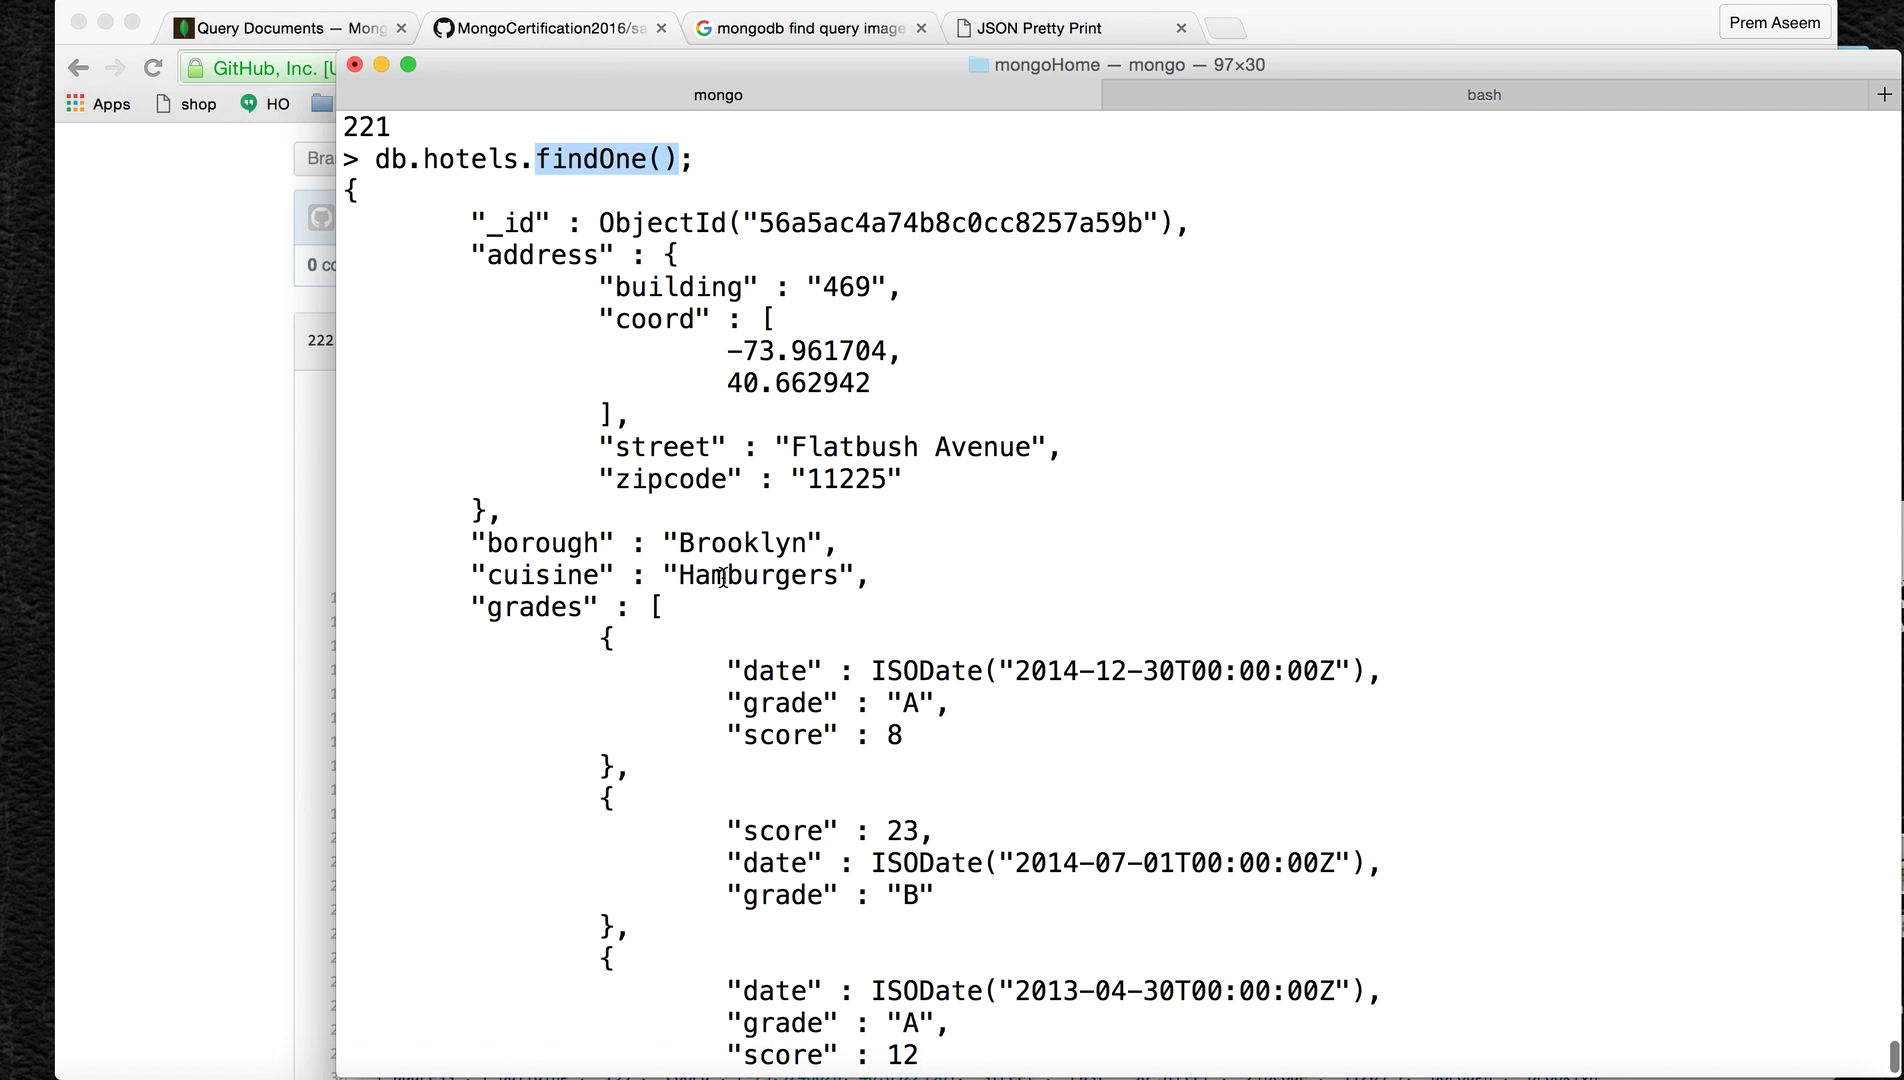 Query Documents — Mong
MongoCertification2016/sa
mongodb find query image
JSON Pretty Print
Prem Aseem
GitHub, Inc. [U
mongoHome — mongo — 97×30
Apps
shop
HO
mongo
bash
221
> db.hotels.findOne();
{
"_id" : ObjectId("56a5ac4a74b8c0cc8257a59b"),
"address" : {
"building" : "469",
"coord" : [
-73.961704,
40.662942
],
"street" : "Flatbush Avenue",
"zipcode" : "11225"
},
"borough" : "Brooklyn",
"cuisine" : "Hamburgers",
"grades" : [
{
"date" : ISODate("2014-12-30T00:00:00Z"),
"grade" : "A",
"score" : 8
},
{
"score" : 23,
"date" : ISODate("2014-07-01T00:00:00Z"),
"grade" : "B"
},
{
"date" : ISODate("2013-04-30T00:00:00Z"),
"grade" : "A",
"score" : 12
Bra
0 co
222